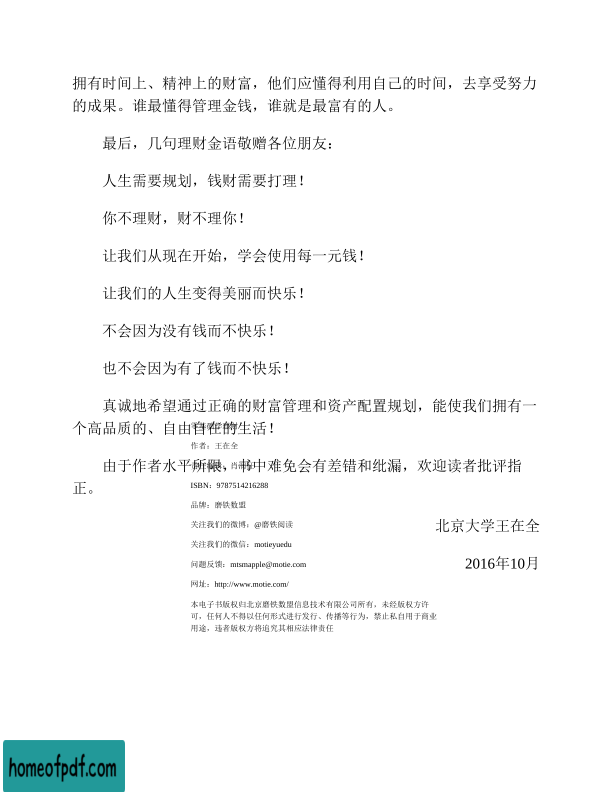 拥有时间上、精神上的财富，他们应懂得利用自己的时间，去享受努力
的成果。谁最懂得管理金钱，谁就是最富有的人。
最后，几句理财金语敬赠各位朋友：
人生需要规划，钱财需要打理！
你不理财，财不理你！
让我们从现在开始，学会使用每一元钱！
让我们的人生变得美丽而快乐！
不会因为没有钱而不快乐！
也不会因为有了钱而不快乐！
真诚地希望通过正确的财富管理和资产配置规划，能使我们拥有一
个高品质的、自由自在的生活！
作者：王在全
由于作者水平所限，书中难免会有差错和纰漏，欢迎读者批评指
正。
ISBN：9787514216288
品牌：磨铁数盟
关注我们的微博：@磨铁阅读
北京大学王在全
关注我们的微信：motieyuedu
问题反馈：mtsmapple@motie.com
2016年10月
网址：http://www.motie.com/
本电子书版权归北京磨铁数盟信息技术有限公司所有，未经版权方许
可，任何人不得以任何形式进行发行、传播等行为，禁止私自用于商业
用途，违者版权方将追究其相应法律责任
homeofpdf.com